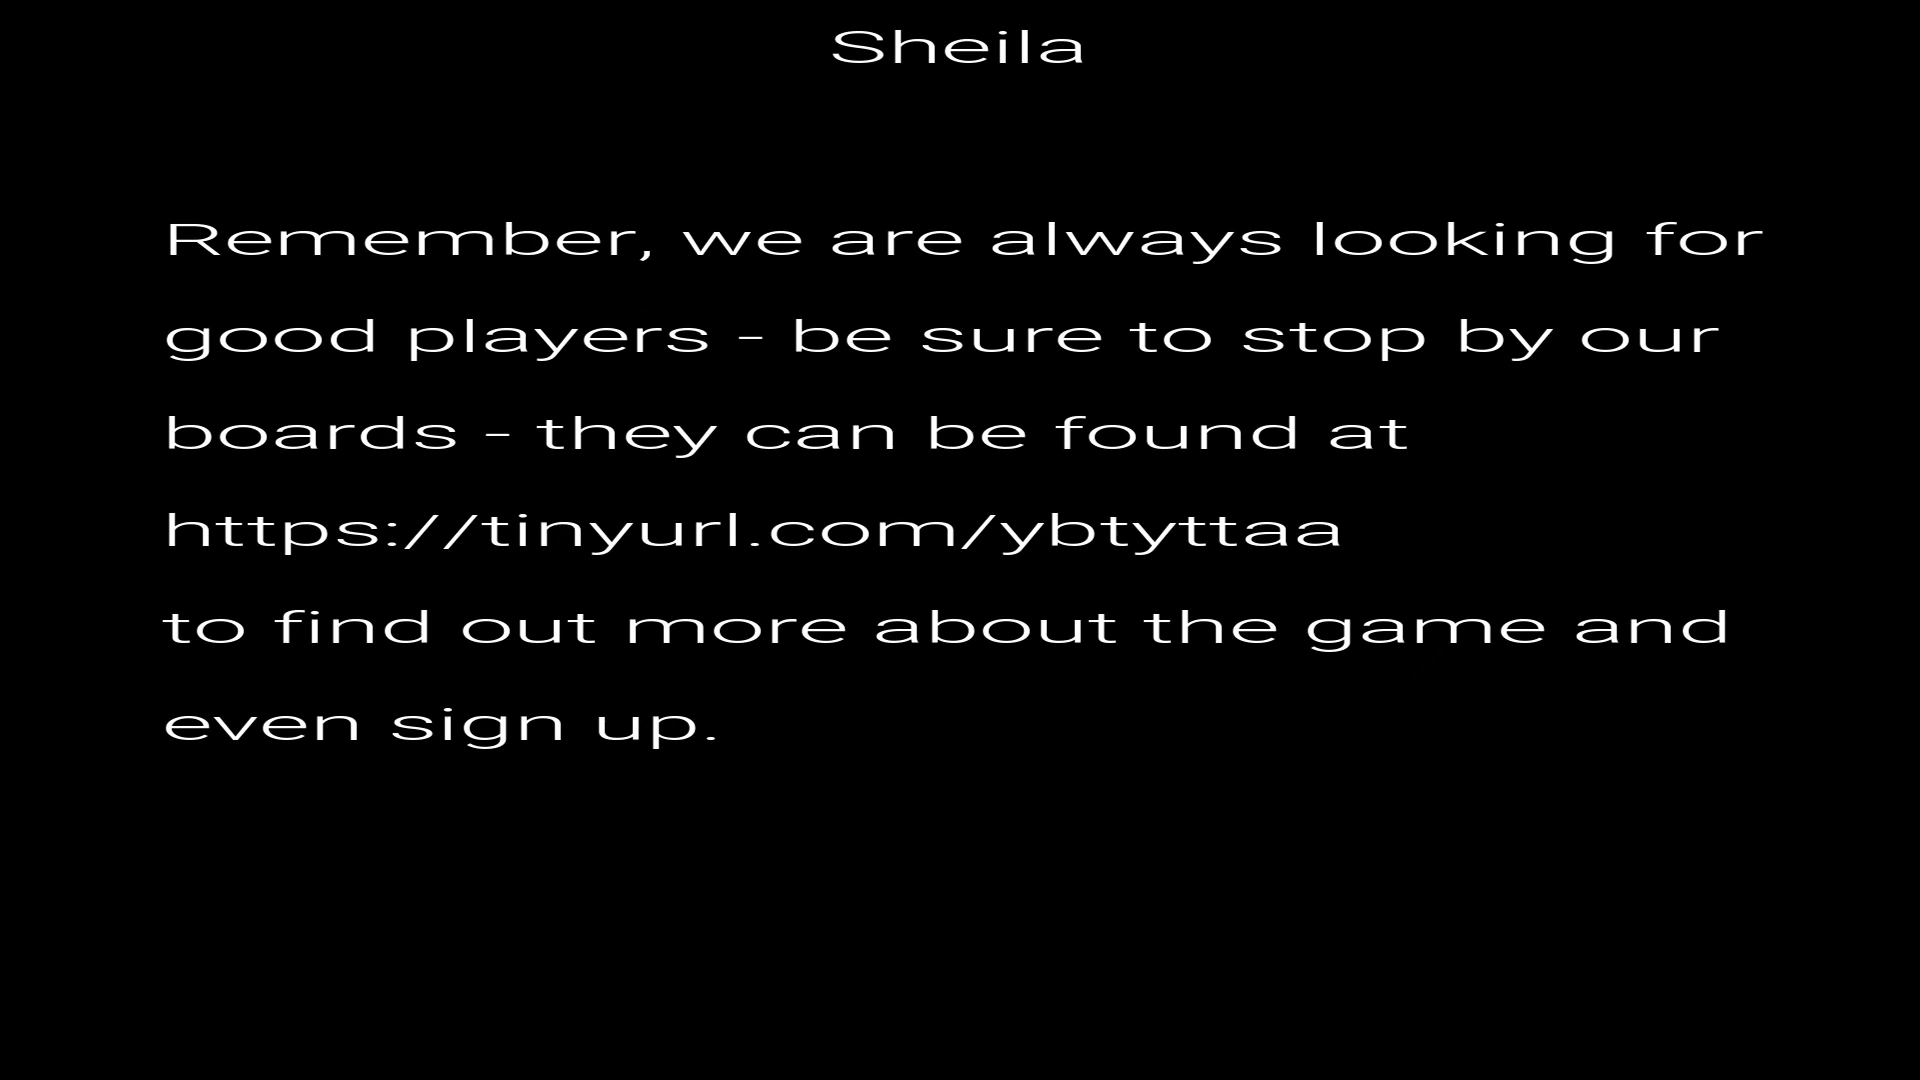 Sheila
Remember, we are always looking for
good players - be sure to stop by our
boards - they can be found at
https://tinyurl.com/ybtyttaa
to find out more about the game and
even sign up.